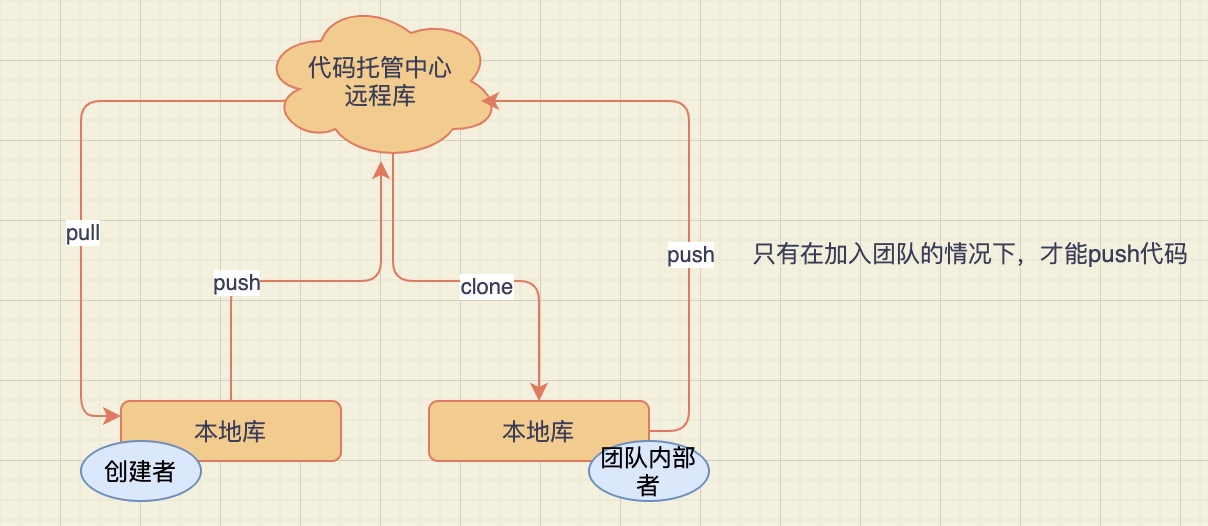 代码托管中心
远程库
pull
push
clone
push
只有在加入团队的情况下，才能push代码
本地库
本地库
创建者
团队内部
者